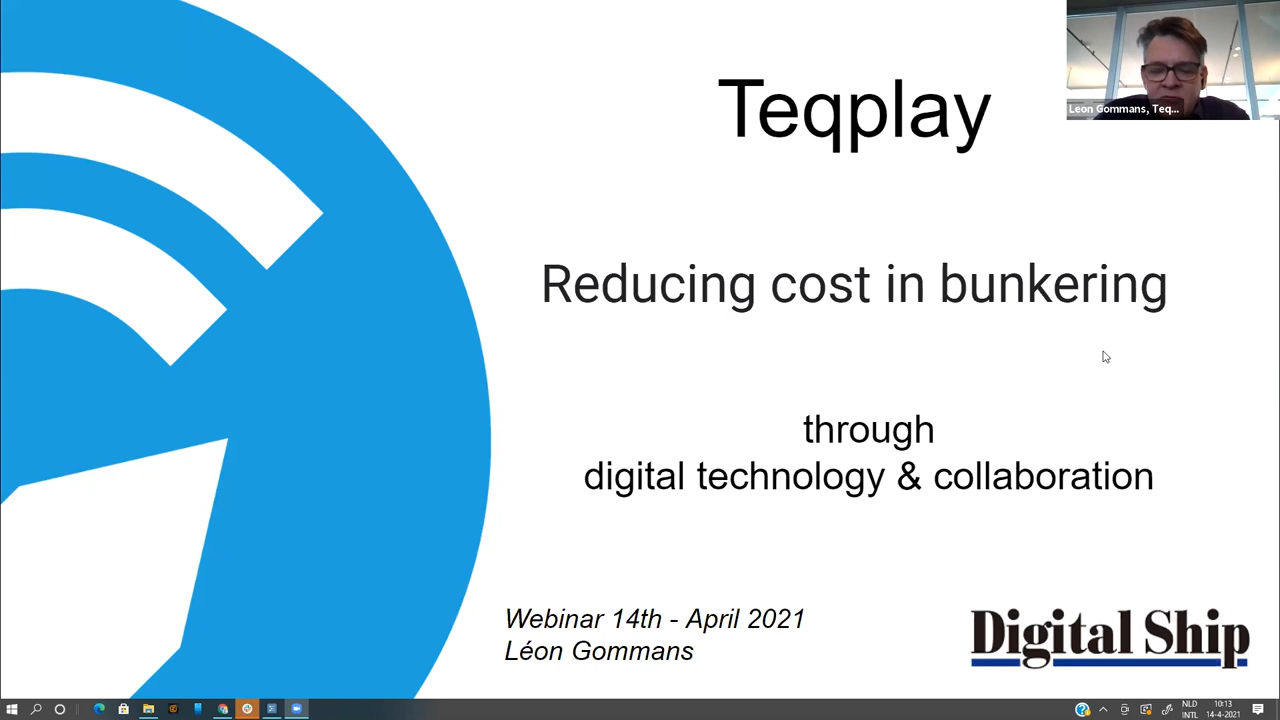 Teqplay
Leon Gommans, Teq...
Reducing cost in bunkering
through
digital technology & collaboration
Webinar 14th - April 2021
Léon Gommans
Digital Ship
NLD
INTL
10:13
14-4-2021